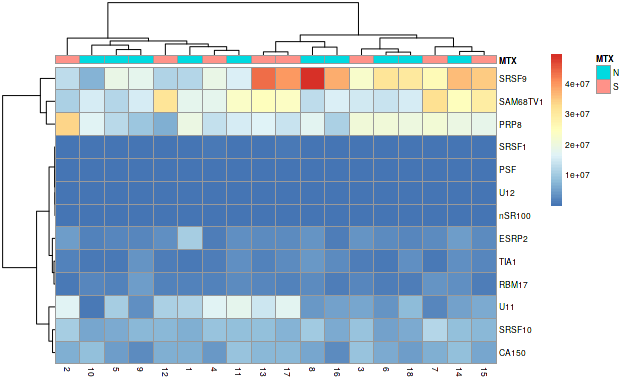 MTX
MTX
N
S
SRSF9
SAM68TV1
PRP8
SRSF1
PSF
U12
nSR100
ESRP2
TIA1
RBM17
U11
SRSF10
CA150
4e+07
3e+07
2e+07
1e+07
2 10 5 9 12 1 4 11 13 17 8 16 3 6 18 7 14 15